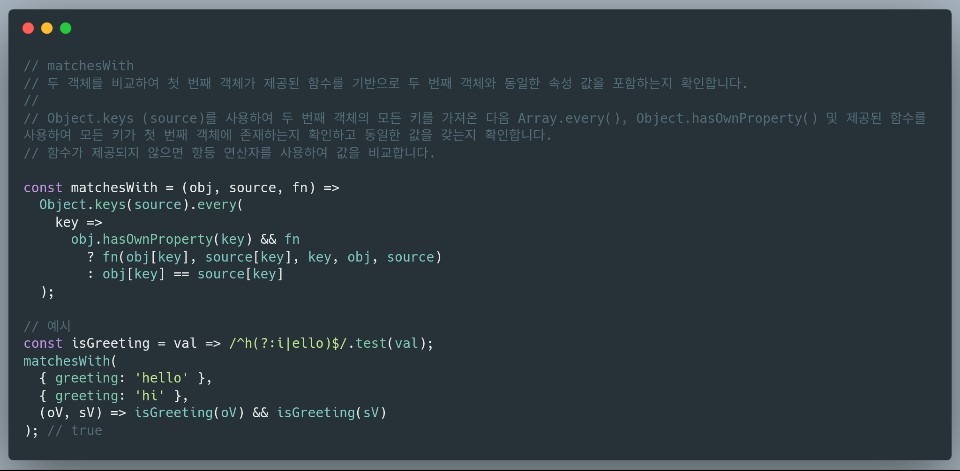 // matchesWith
// 두 객체를 비교하여 첫 번째 객체가 제공된 함수를 기반으로 두 번째 객체와 동일한 속성 값을 포함하는지 확인합니다.
//
// Object.keys (source)를 사용하여 두 번째 객체의 모든 키를 가져온 다음 Array.every(), Object.hasOwnProperty() 및 제공된 함수를
사용하여 모든 키가 첫 번째 객체에 존재하는지 확인하고 동일한 값을 갖는지 확인합니다.
// 함수가 제공되지 않으면 항등 연산자를 사용하여 값을 비교합니다.

const matchesWith = (obj, source, fn) =>
  Object.keys(source).every(
    key =>
      obj.hasOwnProperty(key) && fn
        ? fn(obj[key], source[key], key, obj, source)
        : obj[key] == source[key]
  );

// 예시
const isGreeting = val => /^h(?:i|ello)$/.test(val);
matchesWith(
  { greeting: 'hello' },
  { greeting: 'hi' },
  (oV, sV) => isGreeting(oV) && isGreeting(sV)
); // true